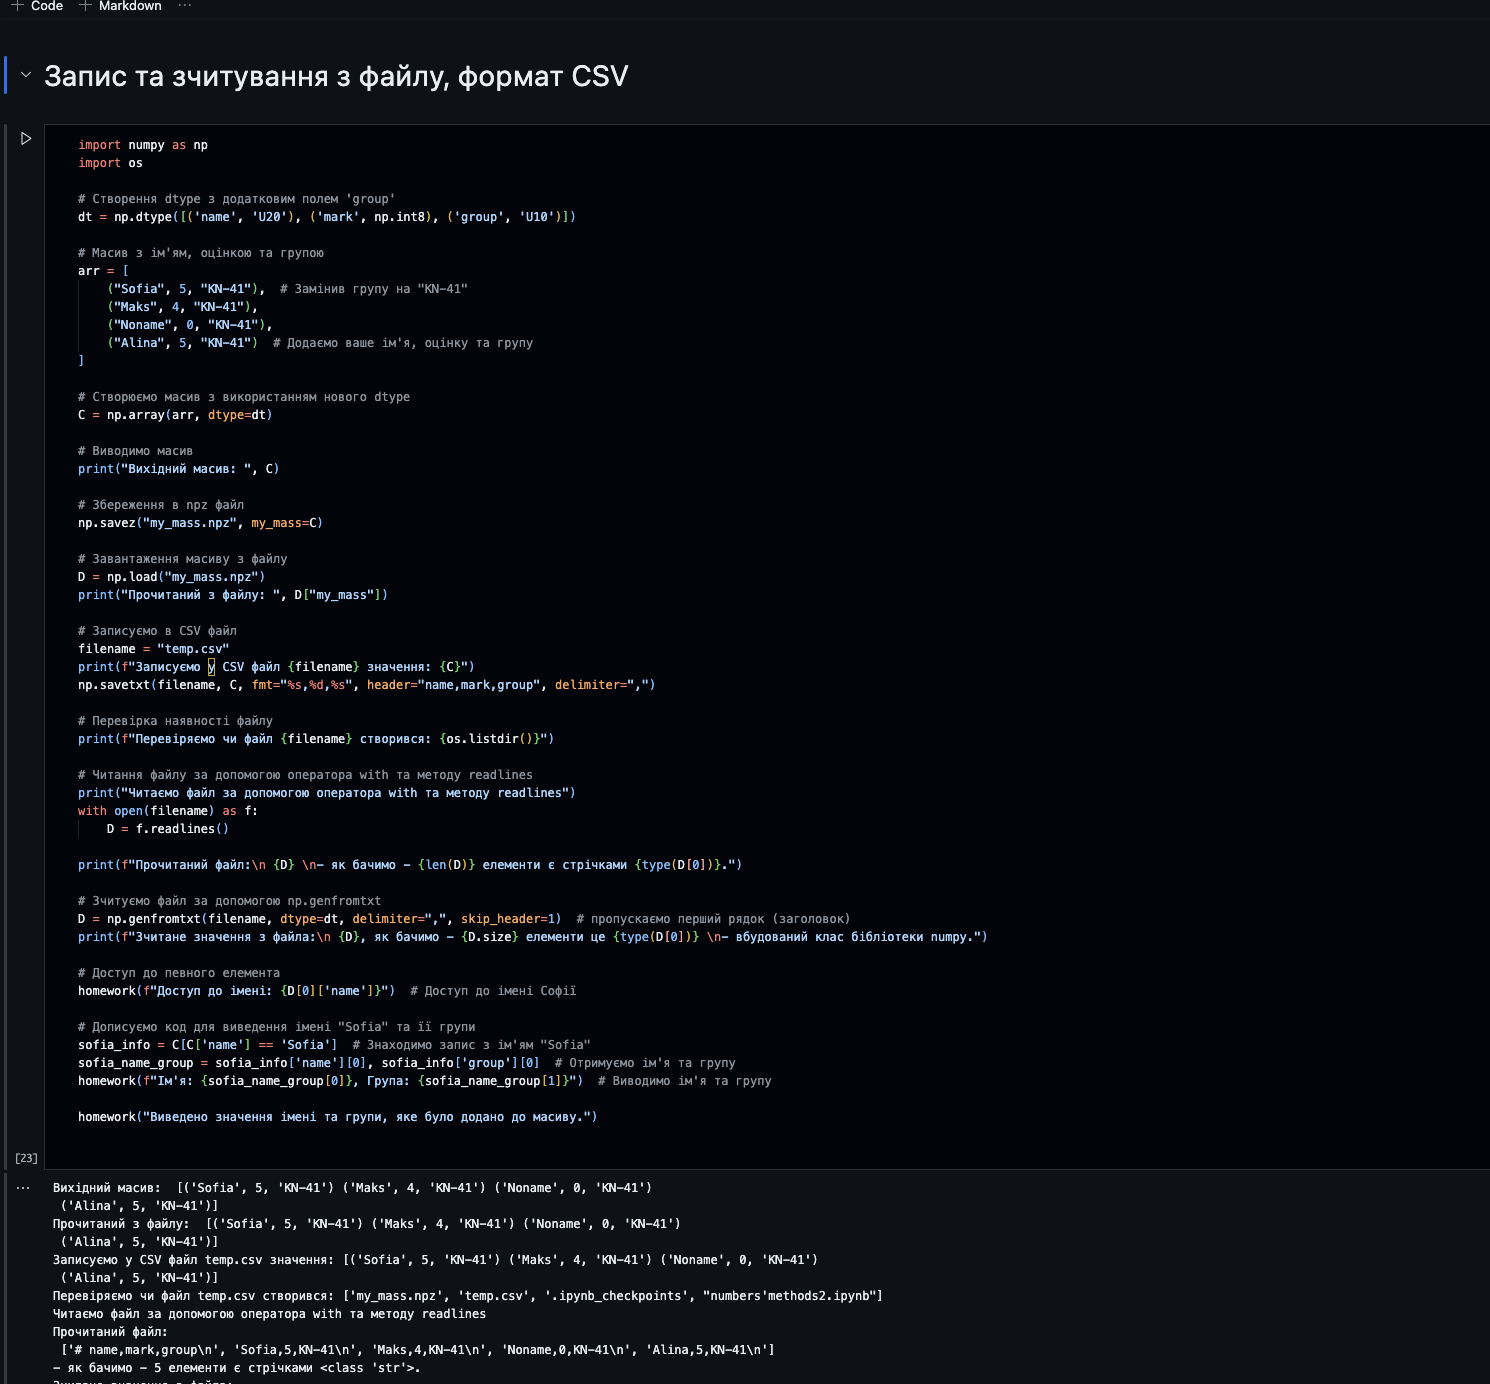 + Code + Markdown ...
Запис та зчитування з файлу, формат CSV
import numpy as np
import os
# Створення dtype з додатковим полем 'group'
dt = np.dtype([('name', 'U20'), ('mark', np.int8), ('group', 'U10')])
# Масив з ім'ям, оцінкою та групою
arr = [
("Sofia", 5, "KN-41"),  # Замінив групу на "KN-41"
("Maks", 4, "KN-41"),
("Noname", 0, "KN-41"),
("Alina", 5, "KN-41")  # Додаємо ваше ім'я, оцінку та групу
]
# Створюємо масив з використанням нового dtype
C = np.array(arr, dtype=dt)
# Виводимо масив
print("Вихідний масив: ", C)
# Збереження в npz файл
np.savez("my_mass.npz", my_mass=C)
# Завантаження масиву з файлу
D = np.load("my_mass.npz")
print("Прочитаний з файлу: ", D["my_mass"])
# Записуємо в CSV файл
filename = "temp.csv"
print(f"Записуємо у CSV файл {filename} значення: {C}")
np.savetxt(filename, C, fmt="%s,%d,%s", header="name,mark,group", delimiter=",")
# Перевірка наявності файлу
print(f"Перевіряємо чи файл {filename} створився: {os.listdir()}")
# Читання файлу за допомогою оператора with та методу readlines
print("Читаємо файл за допомогою оператора with та методу readlines")
with open(filename) as f:
D = f.readlines()
print(f"Прочитаний файл:\n {D} \n- як бачимо - {len(D)} елементи є стрічками {type(D[0])}.")
# Зчитуємо файл за допомогою np.genfromtxt
D = np.genfromtxt(filename, dtype=dt, delimiter=",", skip_header=1)  # пропускаємо перший рядок (заголовок)
print(f"Зчитане значення з файла:\n {D}, як бачимо - {D.size} елементи це {type(D[0])} \n- вбудований клас бібліотеки numpy.")
# Доступ до певного елемента
homework(f"Доступ до імені: {D[0]['name']}")  # Доступ до імені Софії
# Дописуємо код для виведення імені "Sofia" та її групи
sofia_info = C[C['name'] == 'Sofia']  # Знаходимо запис з ім'ям "Sofia"
sofia_name_group = sofia_info['name'][0], sofia_info['group'][0]  # Отримуємо ім'я та групу
homework(f"Ім'я: {sofia_name_group[0]}, Група: {sofia_name_group[1]}")  # Виводимо ім'я та групу
homework("Виведено значення імені та групи, яке було додано до масиву.")
[23]
... Вихідний масив:  [('Sofia', 5, 'KN-41') ('Maks', 4, 'KN-41') ('Noname', 0, 'KN-41')
('Alina', 5, 'KN-41')]
Прочитаний з файлу:  [('Sofia', 5, 'KN-41') ('Maks', 4, 'KN-41') ('Noname', 0, 'KN-41')
('Alina', 5, 'KN-41')]
Записуємо у CSV файл temp.csv значення: [('Sofia', 5, 'KN-41') ('Maks', 4, 'KN-41') ('Noname', 0, 'KN-41')
('Alina', 5, 'KN-41')]
Перевіряємо чи файл temp.csv створився: ['my_mass.npz', 'temp.csv', '.ipynb_checkpoints', "numbers'methods2.ipynb"]
Читаємо файл за допомогою оператора with та методу readlines
Прочитаний файл:
['# name,mark,group\n', 'Sofia,5,KN-41\n', 'Maks,4,KN-41\n', 'Noname,0,KN-41\n', 'Alina,5,KN-41\n']
- як бачимо - 5 елементи є стрічками <class 'str'>.